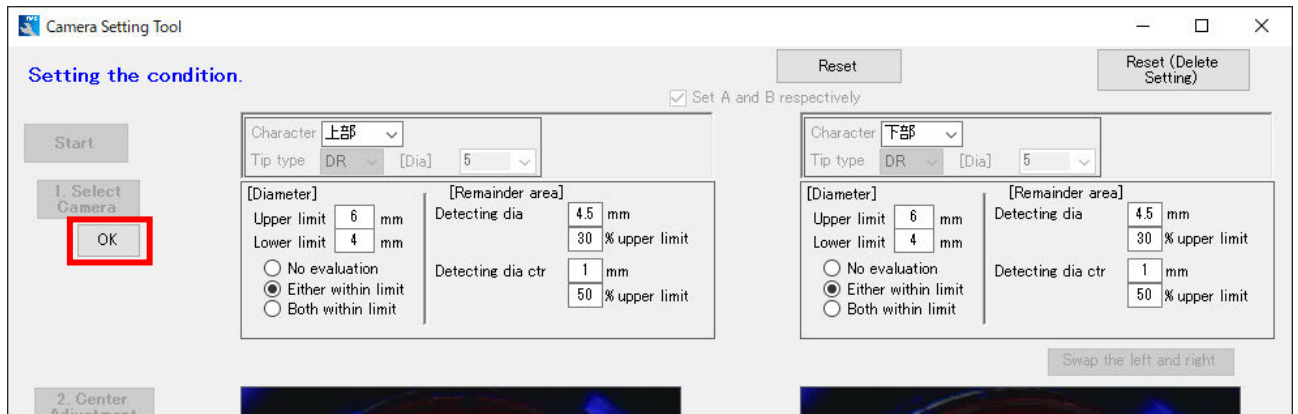 Camera Setting Tool
Setting the condition.
Reset
Reset (Delete
Setting)
Set A and B respectively
Start
1. Select
Camera
OK
Character 上部
Tip type DR [Dia] 5
[Diameter]
Upper limit 6 mm
Lower limit 4 mm
No evaluation
Either within limit
Both within limit
[Remainder area]
Detecting dia 4.5 mm
30 % upper limit
Detecting dia ctr 1 mm
50 % upper limit
Character 下部
Tip type DR [Dia] 5
[Diameter]
Upper limit 6 mm
Lower limit 4 mm
No evaluation
Either within limit
Both within limit
[Remainder area]
Detecting dia 4.5 mm
30 % upper limit
Detecting dia ctr 1 mm
50 % upper limit
Swap the left and right
2. Center
Adjustment